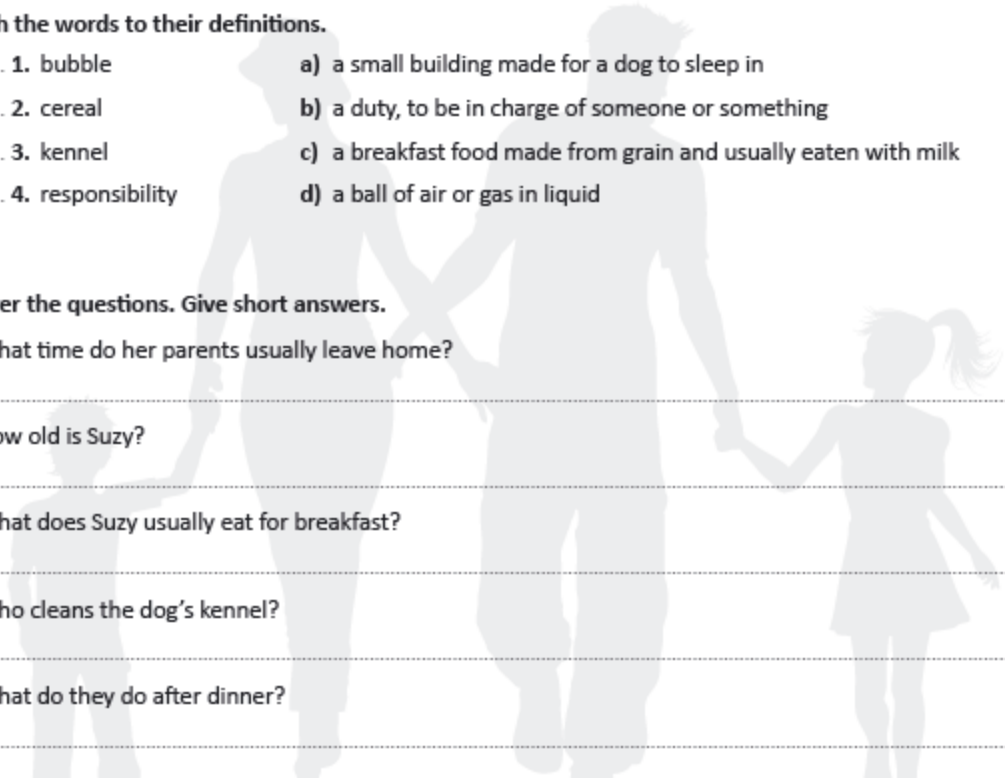 h the words to their definitions.
. 1. bubble a) a small building made for a dog to sleep in
. 2. cereal b) a duty, to be in charge of someone or something
. 3. kennel c) a breakfast food made from grain and usually eaten with milk
. 4. responsibility d) a ball of air or gas in liquid
er the questions. Give short answers.
hat time do her parents usually leave home?
ow old is Suzy?
hat does Suzy usually eat for breakfast?
ho cleans the dog's kennel?
hat do they do after dinner?